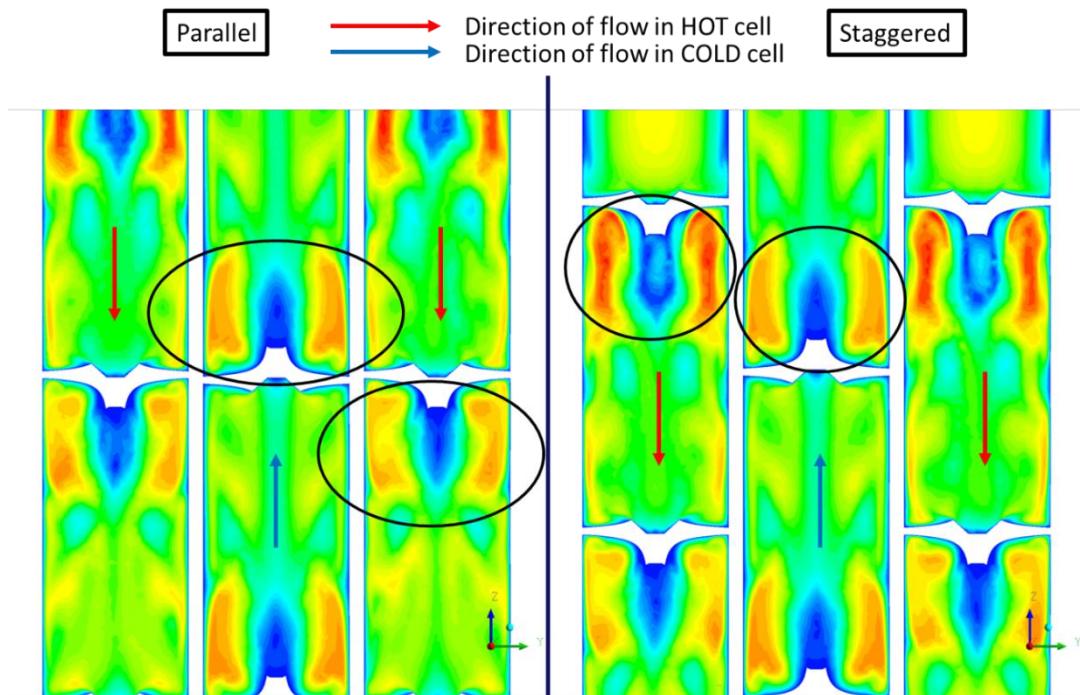 Parallel
Direction of flow in HOT cell
Direction of flow in COLD cell
Staggered
Z
Y
Z
Y